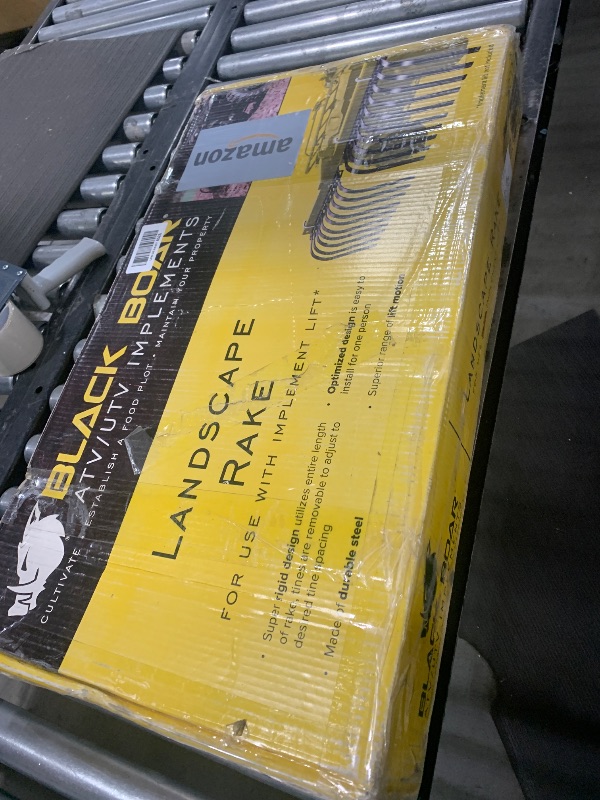 BLACK BOAR
ATV/UTV IMPLEMENTS
CULTIVATE • ESTABLISH A FOOD PLOT • MAINTAIN YOUR PROPERTY
amazon
LANDSCAPE
RAKE
FOR USE WITH IMPLEMENT LIFT*
• Super rigid design utilizes entire length
of rake, tines are removable to adjust to
desired tine spacing
• Made of durable steel
• Optimized design is easy to
install for one person
• Superior range of lift motion
LANDSCAPE RAKE
BLACK BOAR